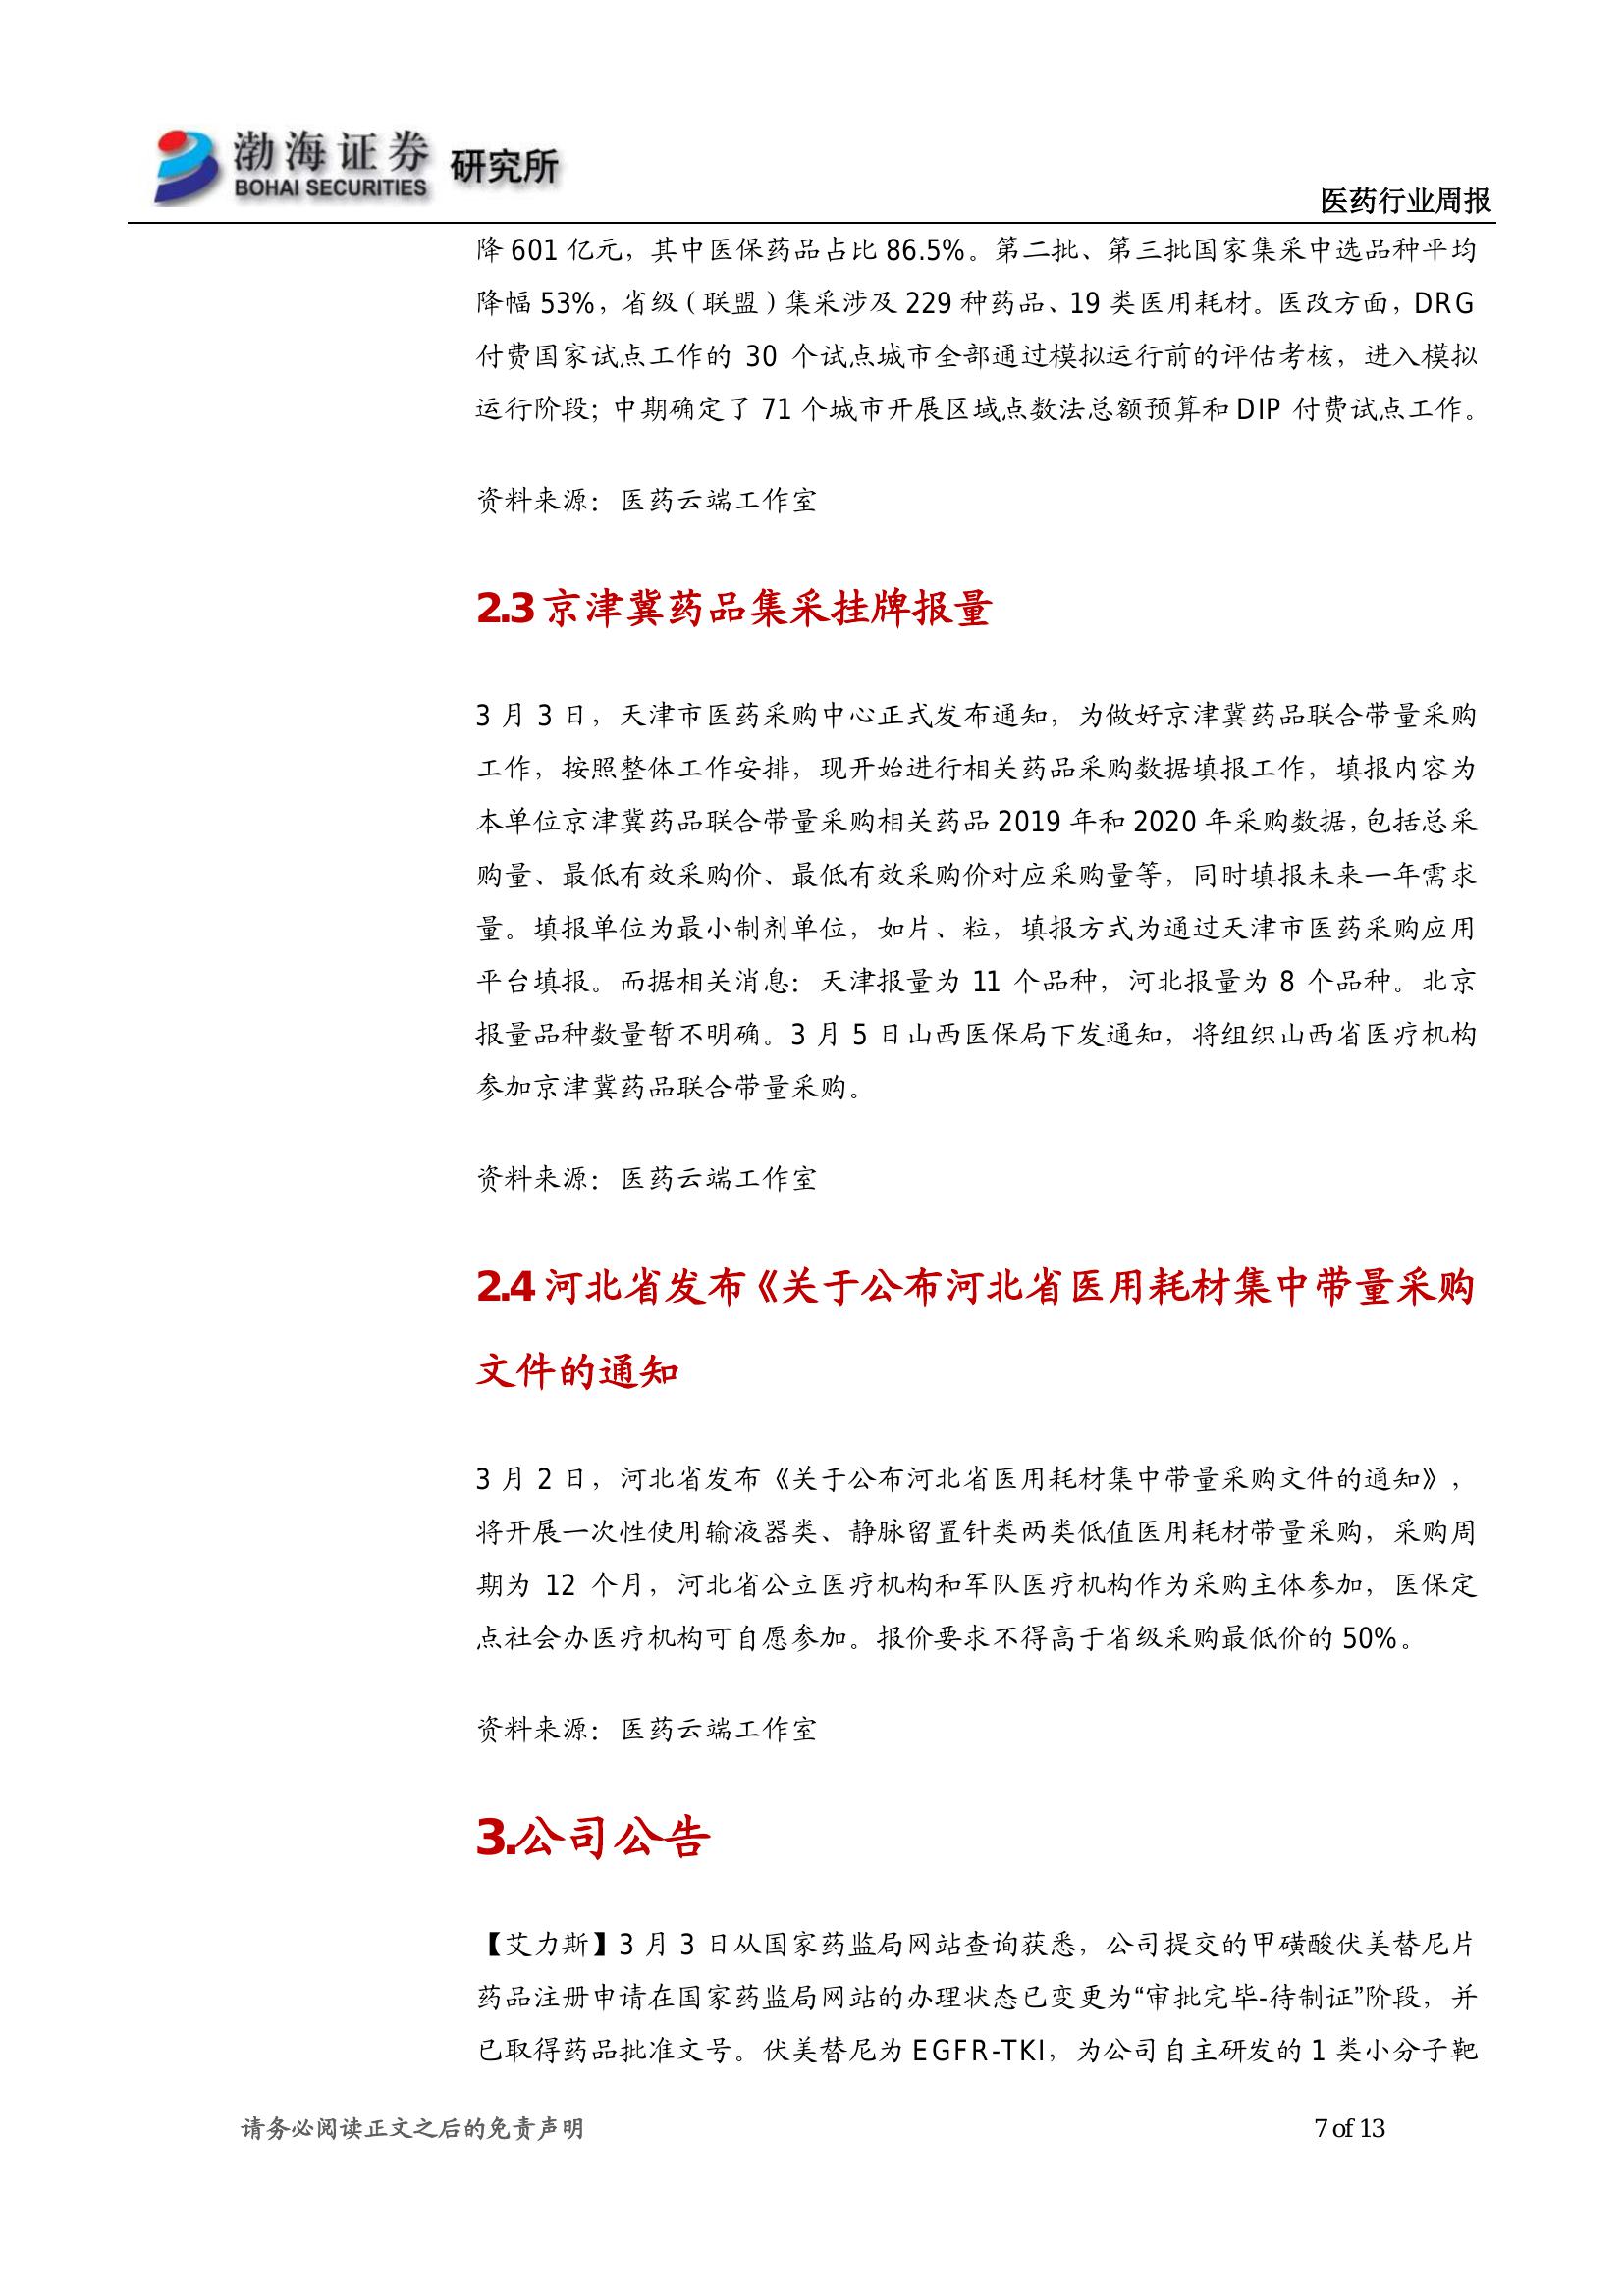 渤海证券 研究所
BOHAI SECURITIES
医药行业周报
降 601 亿元，其中医保药品占比 86.5%。第二批、第三批国家集采中选品种平均
降幅 53%，省级（联盟）集采涉及 229 种药品、19 类医用耗材。医改方面，DRG
付费国家试点工作的 30 个试点城市全部通过模拟运行前的评估考核，进入模拟
运行阶段；中期确定了 71 个城市开展区域点数法总额预算和 DIP 付费试点工作。
资料来源：医药云端工作室
2.3 京津冀药品集采挂牌报量
3 月 3 日，天津市医药采购中心正式发布通知，为做好京津冀药品联合带量采购
工作，按照整体工作安排，现开始进行相关药品采购数据填报工作，填报内容为
本单位京津冀药品联合带量采购相关药品 2019 年和 2020 年采购数据，包括总采
购量、最低有效采购价、最低有效采购价对应采购量等，同时填报未来一年需求
量。填报单位为最小制剂单位，如片、粒，填报方式为通过天津市医药采购应用
平台填报。而据相关消息：天津报量为 11 个品种，河北报量为 8 个品种。北京
报量品种数量暂不明确。3 月 5 日山西医保局下发通知，将组织山西省医疗机构
参加京津冀药品联合带量采购。
资料来源：医药云端工作室
2.4 河北省发布《关于公布河北省医用耗材集中带量采购
文件的通知
3 月 2 日，河北省发布《关于公布河北省医用耗材集中带量采购文件的通知》，
将开展一次性使用输液器类、静脉留置针类两类低值医用耗材带量采购，采购周
期为 12 个月，河北省公立医疗机构和军队医疗机构作为采购主体参加，医保定
点社会办医疗机构可自愿参加。报价要求不得高于省级采购最低价的 50%。
资料来源：医药云端工作室
3.公司公告
【艾力斯】3 月 3 日从国家药监局网站查询获悉，公司提交的甲磺酸伏美替尼片
药品注册申请在国家药监局网站的办理状态已变更为“审批完毕-待制证”阶段，并
已取得药品批准文号。伏美替尼为 EGFR-TKI，为公司自主研发的 1 类小分子靶
请务必阅读正文之后的免责声明
7 of 13